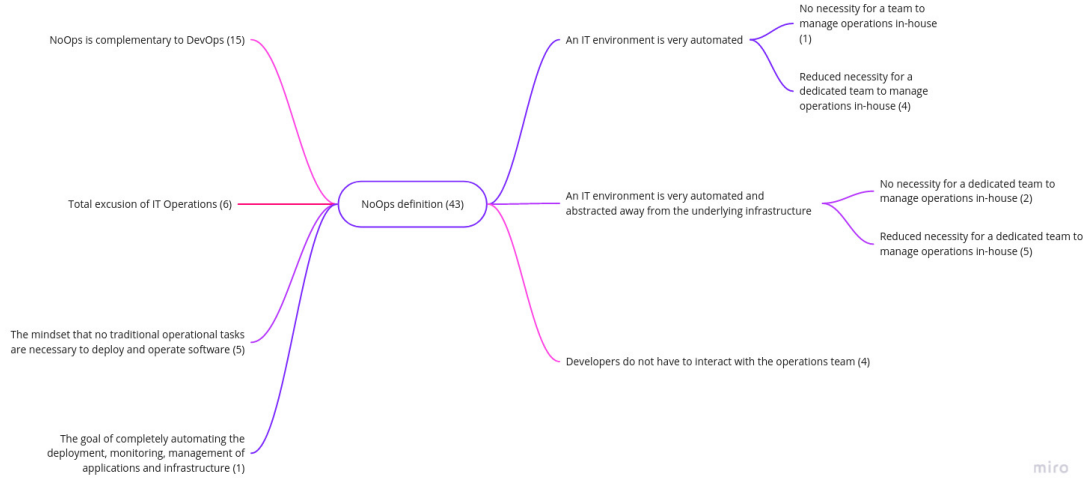 NoOps is complementary to DevOps (15)
Total excusion of IT Operations (6)
The mindset that no traditional operational tasks
are necessary to deploy and operate software (5)
The goal of completely automating the
deployment, monitoring, management of
applications and infrastructure (1)
NoOps definition (43)
An IT environment is very automated
No necessity for a team to
manage operations in-house
(1)
Reduced necessity for a
dedicated team to manage
operations in-house (4)
An IT environment is very automated and
abstracted away from the underlying infrastructure
No necessity for a dedicated team to
manage operations in-house (2)
Reduced necessity for a dedicated team to
manage operations in-house (5)
Developers do not have to interact with the operations team (4)
miro